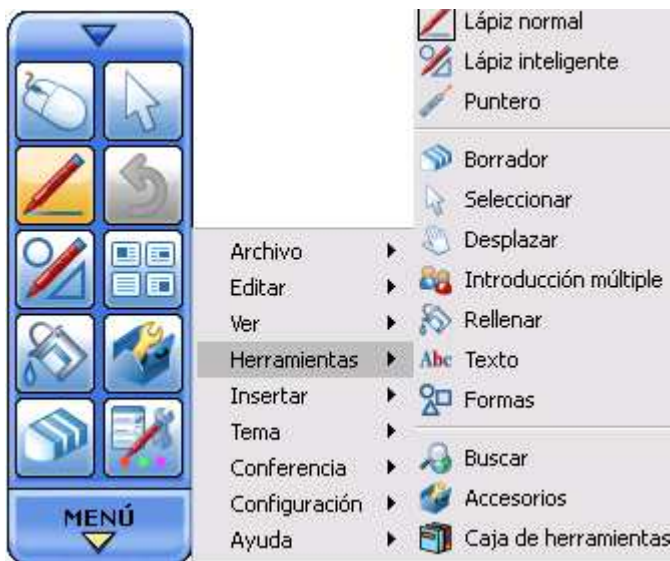 MENÚ
Archivo
Editar
Ver
Herramientas
Insertar
Tema
Conferencia
Configuración
Ayuda
Lápiz normal
Lápiz inteligente
Puntero
Borrador
Seleccionar
Desplazar
Introducción múltiple
Rellenar
Abc Texto
Formas
Buscar
Accesorios
Caja de herramientas